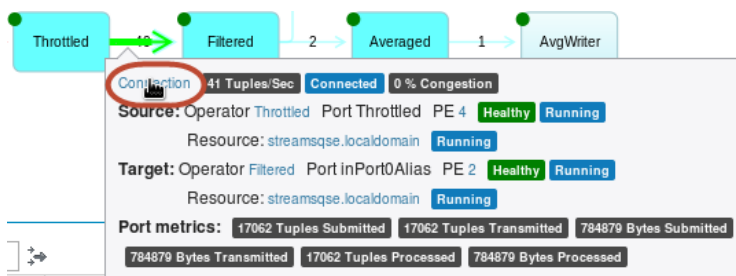 Throttled Filtered 2 Averaged 1 AvgWriter
Connection 41 Tuples/Sec Connected 0 % Congestion
Source: Operator Throttled Port Throttled PE 4 Healthy Running
Resource: streamsqse.localdomain Running
Target: Operator Filtered Port inPort0Alias PE 2 Healthy Running
Resource: streamsqse.localdomain Running
Port metrics: 17062 Tuples Submitted 17062 Tuples Transmitted 784879 Bytes Submitted
784879 Bytes Transmitted 17062 Tuples Processed 784879 Bytes Processed